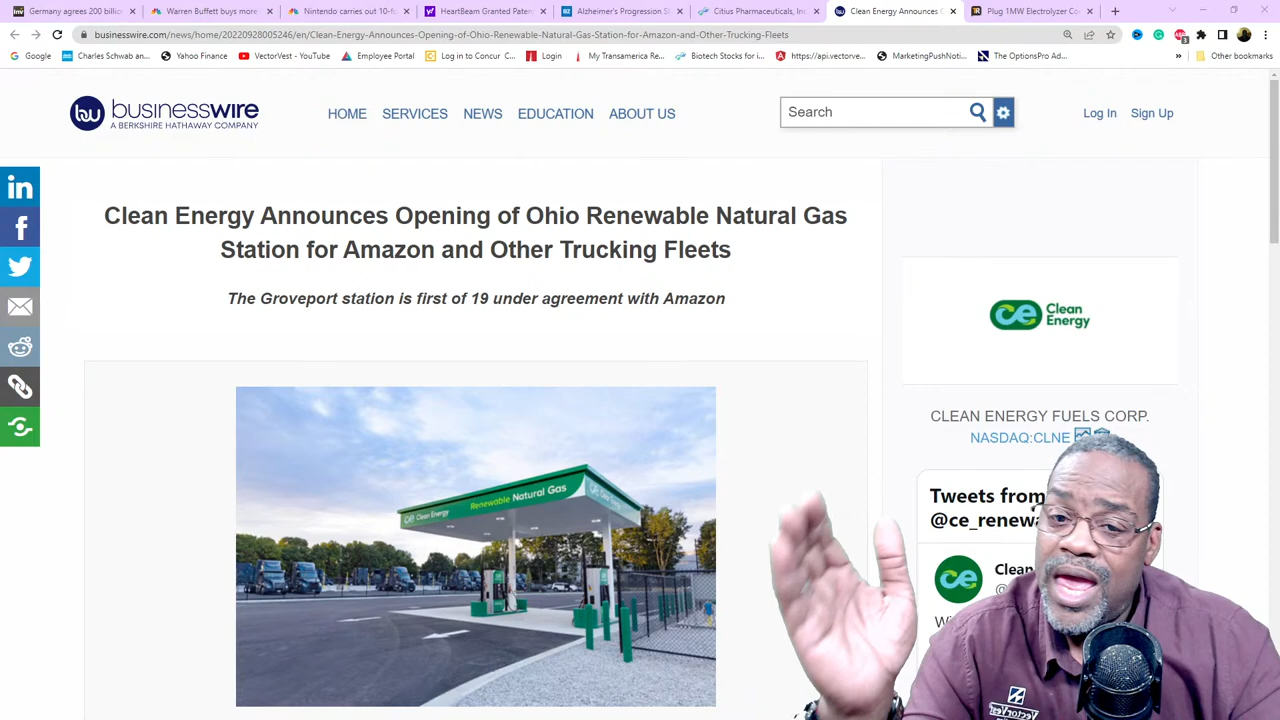 Germany agrees 200 billion
Warren Buffett buys more
Nintendo carries out 10-fo
HeartBeam Granted Paten
Alzheimer's Progression St
Citius Pharmaceuticals, Inc
Clean Energy Announces C
Plug 1MW Electrolyzer Co
businesswire.com/news/home/20220928005246/en/Clean-Energy-Announces-Opening-of-Ohio-Renewable-Natural-Gas-Station-for-Amazon-and-Other-Trucking-Fleets
Google
Charles Schwab an...
Yahoo Finance
VectorVest - YouTube
Employee Portal
Log in to Concur...
Login
My Transamerica Re...
Biotech Stocks for i...
https://api.vectorve...
MarketingPushNoti...
The OptionsPro Ad...
»
Other bookmarks
businesswire
A BERKSHIRE HATHAWAY COMPANY
HOME SERVICES NEWS EDUCATION ABOUT US
Search
Log In Sign Up
Clean Energy Announces Opening of Ohio Renewable Natural Gas
Station for Amazon and Other Trucking Fleets
The Groveport station is first of 19 under agreement with Amazon
Clean Energy Renewable Natural Gas
Clean
Energy
CLEAN ENERGY FUELS CORP.
NASDAQ:CLNE
Tweets from
@ce_renew
Clean
@
VectorVest